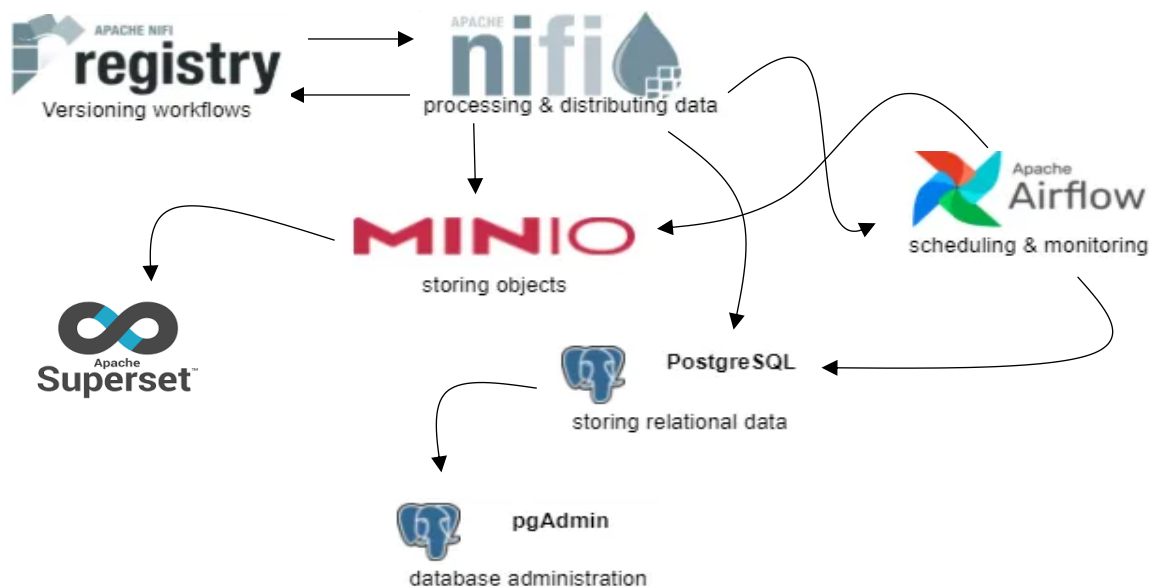 APACHE NIFI
registry
Versioning workflows
APACHE
nifi
processing & distributing data
Apache
Airflow
scheduling & monitoring
MINIO
storing objects
Apache
Superset™
PostgreSQL
storing relational data
pgAdmin
database administration